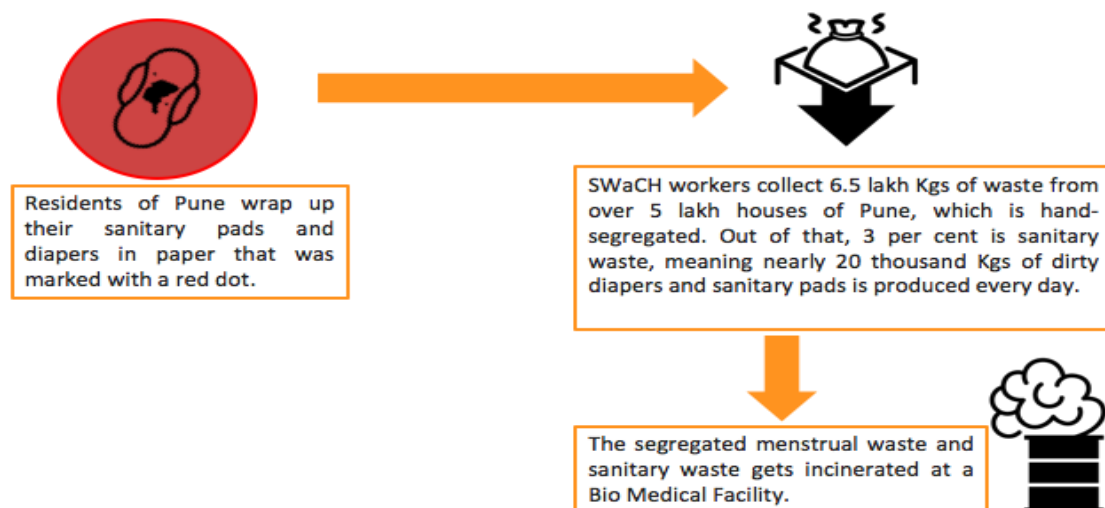 Residents of Pune wrap up
their sanitary pads and
diapers in paper that was
marked with a red dot.
SWaCH workers collect 6.5 lakh Kgs of waste from
over 5 lakh houses of Pune, which is hand-
segregated. Out of that, 3 per cent is sanitary
waste, meaning nearly 20 thousand Kgs of dirty
diapers and sanitary pads is produced every day.
The segregated menstrual waste and
sanitary waste gets incinerated at a
Bio Medical Facility.